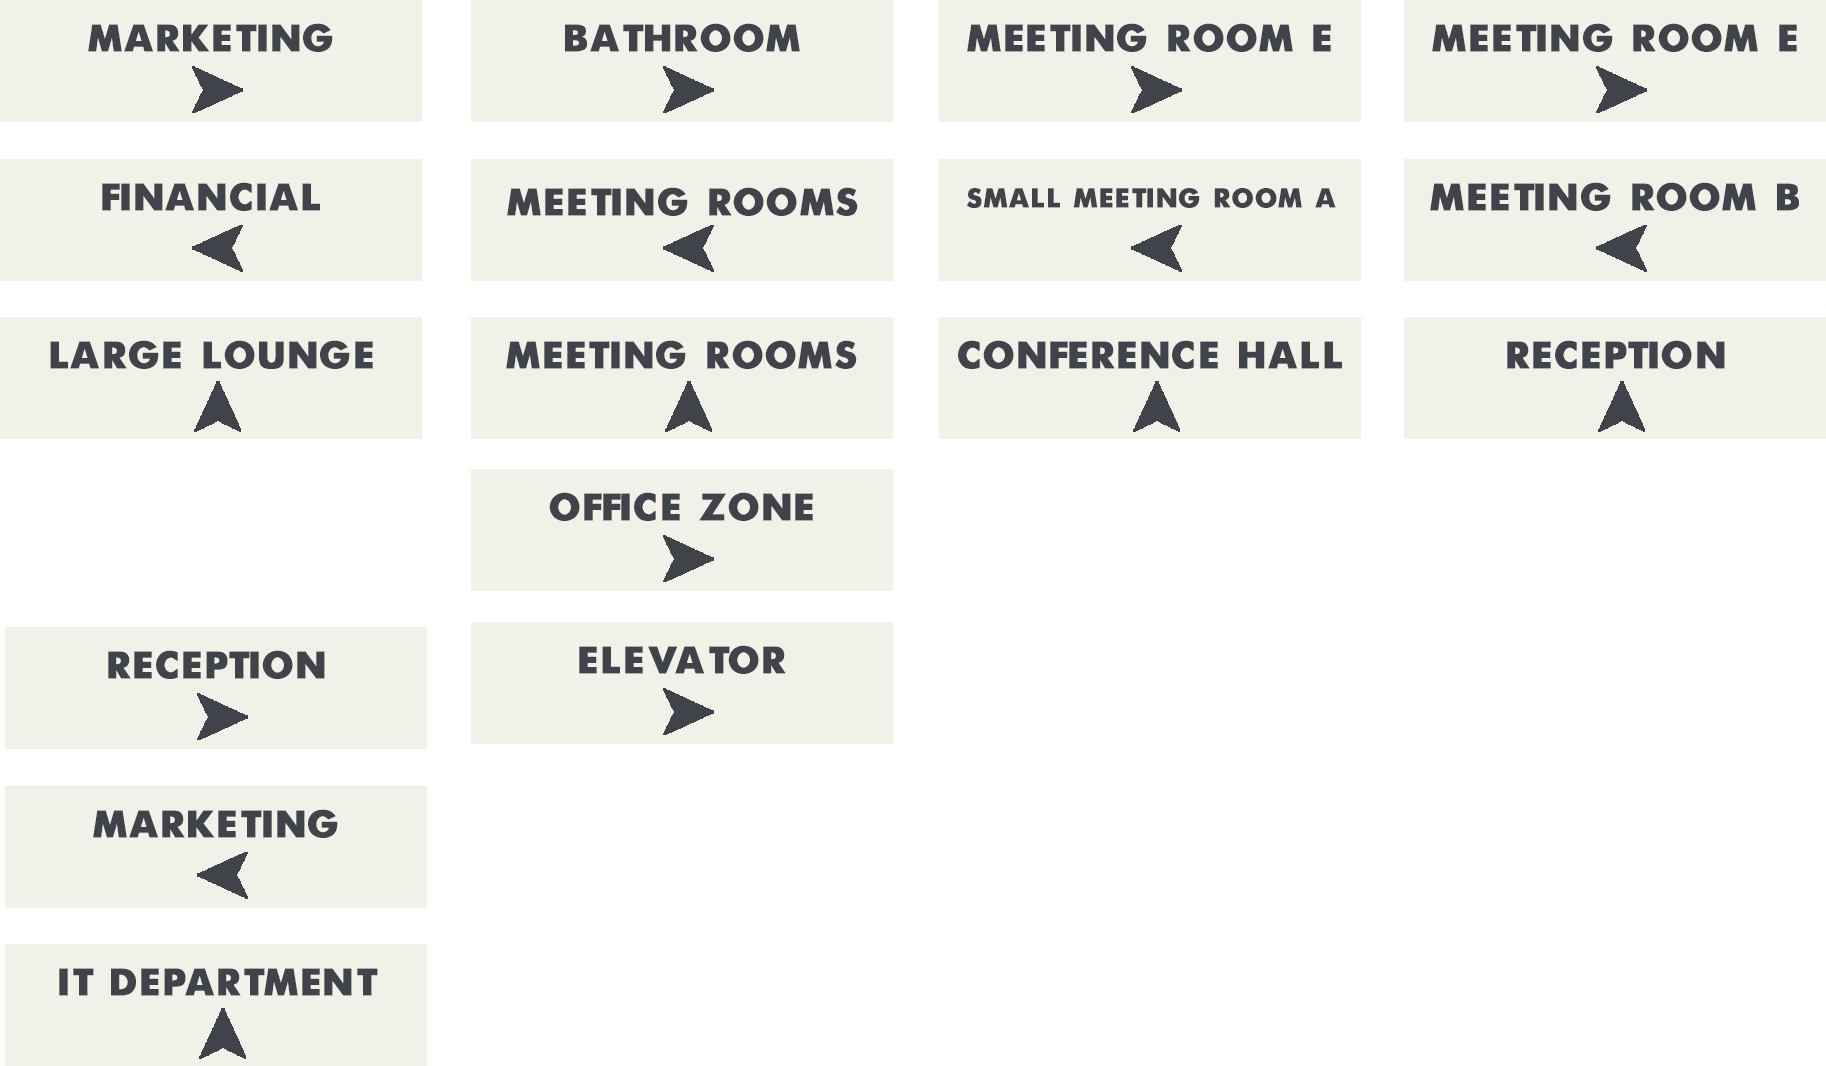 MARKETING
BATHROOM
MEETING ROOM E
MEETING ROOM E
FINANCIAL
MEETING ROOMS
SMALL MEETING ROOM A
MEETING ROOM B
LARGE LOUNGE
MEETING ROOMS
CONFERENCE HALL
RECEPTION
OFFICE ZONE
RECEPTION
ELEVATOR
MARKETING
IT DEPARTMENT